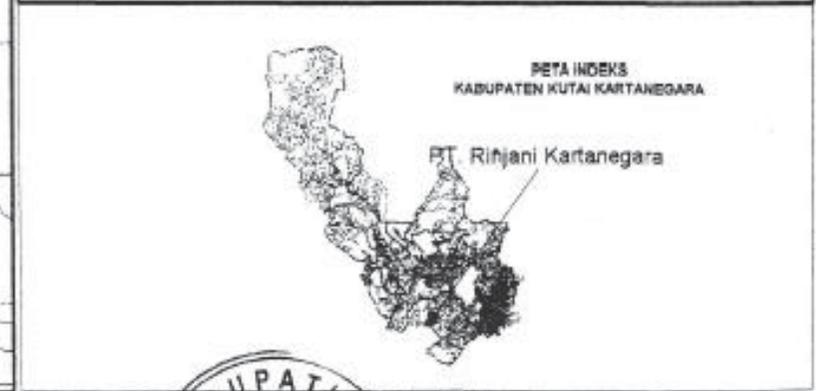 PETA INDEKS
KABUPATEN KUTAI KARTANEGARA
PT. Rinjani Kartanegara
UPAT